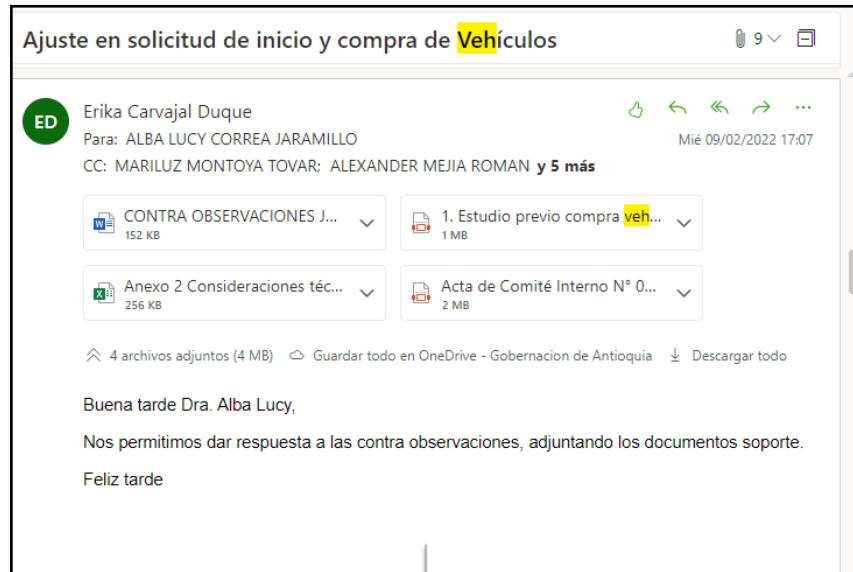 Ajuste en solicitud de inicio y compra de Vehículos 9
ED
Erika Carvajal Duque
Para: ALBA LUCY CORREA JARAMILLO Mié 09/02/2022 17:07
CC: MARILUZ MONTOYA TOVAR; ALEXANDER MEJIA ROMAN y 5 más
CONTRA OBSERVACIONES J... 1. Estudio previo compra veh...
152 KB 1 MB
Anexo 2 Consideraciones téc... Acta de Comité Interno N° 0...
256 KB 2 MB
4 archivos adjuntos (4 MB) Guardar todo en OneDrive - Gobernacion de Antioquia Descargar todo
Buena tarde Dra. Alba Lucy,
Nos permitimos dar respuesta a las contra observaciones, adjuntando los documentos soporte.
Feliz tarde